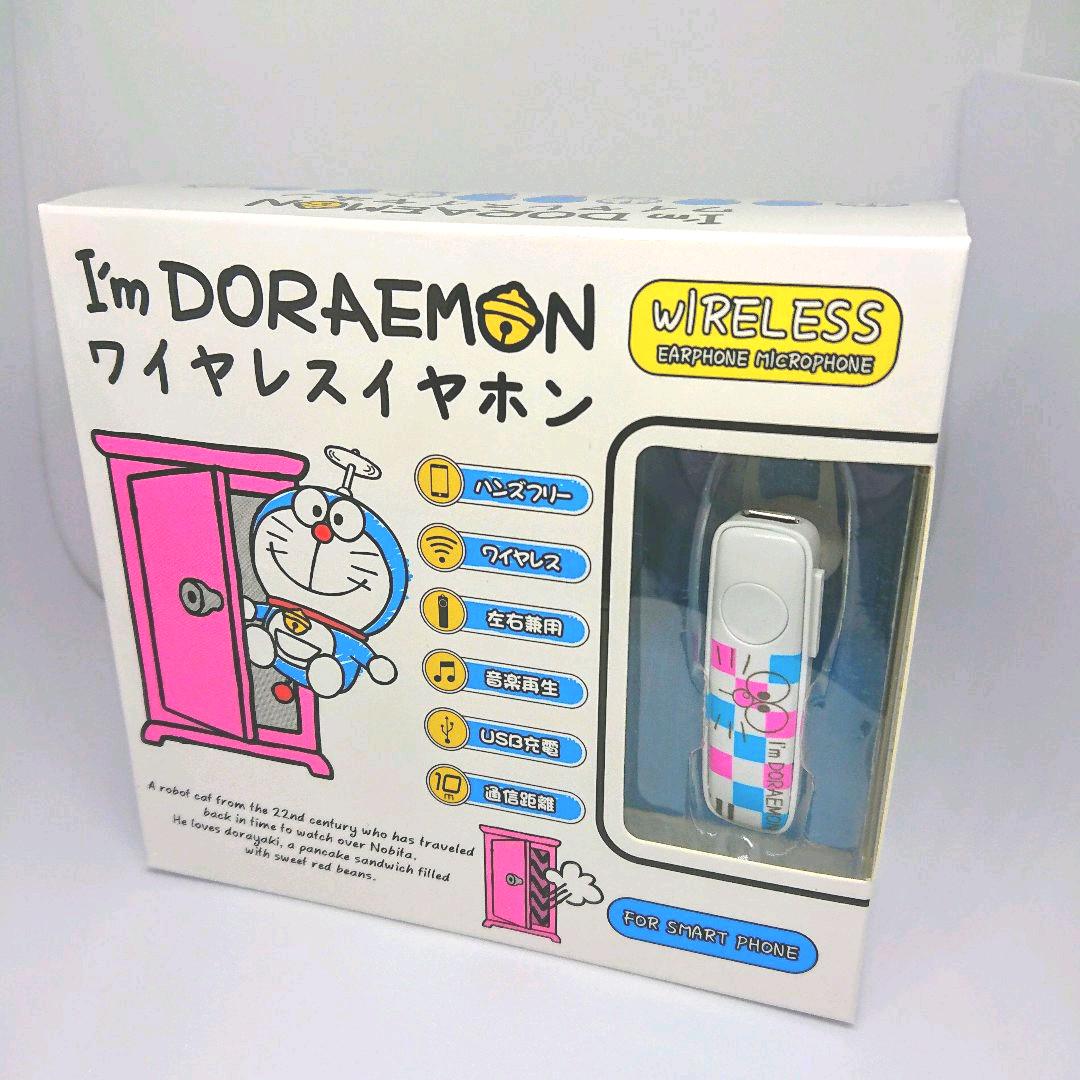 I'm DORAEMON
I'm DORAEMON
ワイヤレスイヤホン
WIRELESS
EARPHONE MICROPHONE
ハンズフリー
ワイヤレス
左右兼用
音楽再生
USB充電
10m
通信距離
A robot cat from the 22nd century who has traveled
back in time to watch over Nobita.
He loves dorayaki, a pancake sandwich filled
with sweet red beans.
I'm DORAEMON
FOR SMART PHONE